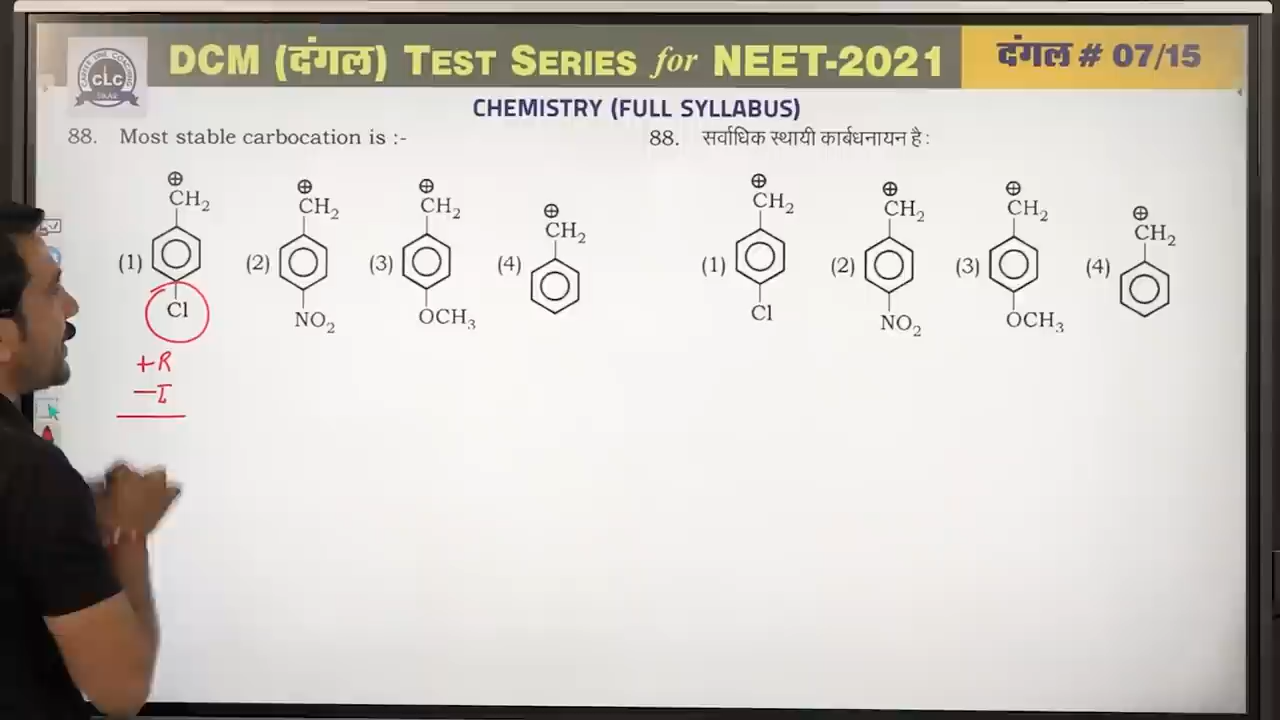 DCM (दंगल) TEST SERIES for NEET-2021
दंगल # 07/15
CLC
CHEMISTRY (FULL SYLLABUS)
88. Most stable carbocation is :-
⊕ ⊕ ⊕ ⊕
CH₂ CH₂ CH₂ CH₂
(1) (2) (3) (4)
Cl NO₂ OCH₃
+R
−I
88. सर्वाधिक स्थायी कार्बधनायन है :
⊕ ⊕ ⊕ ⊕
CH₂ CH₂ CH₂ CH₂
(1) (2) (3) (4)
Cl NO₂ OCH₃